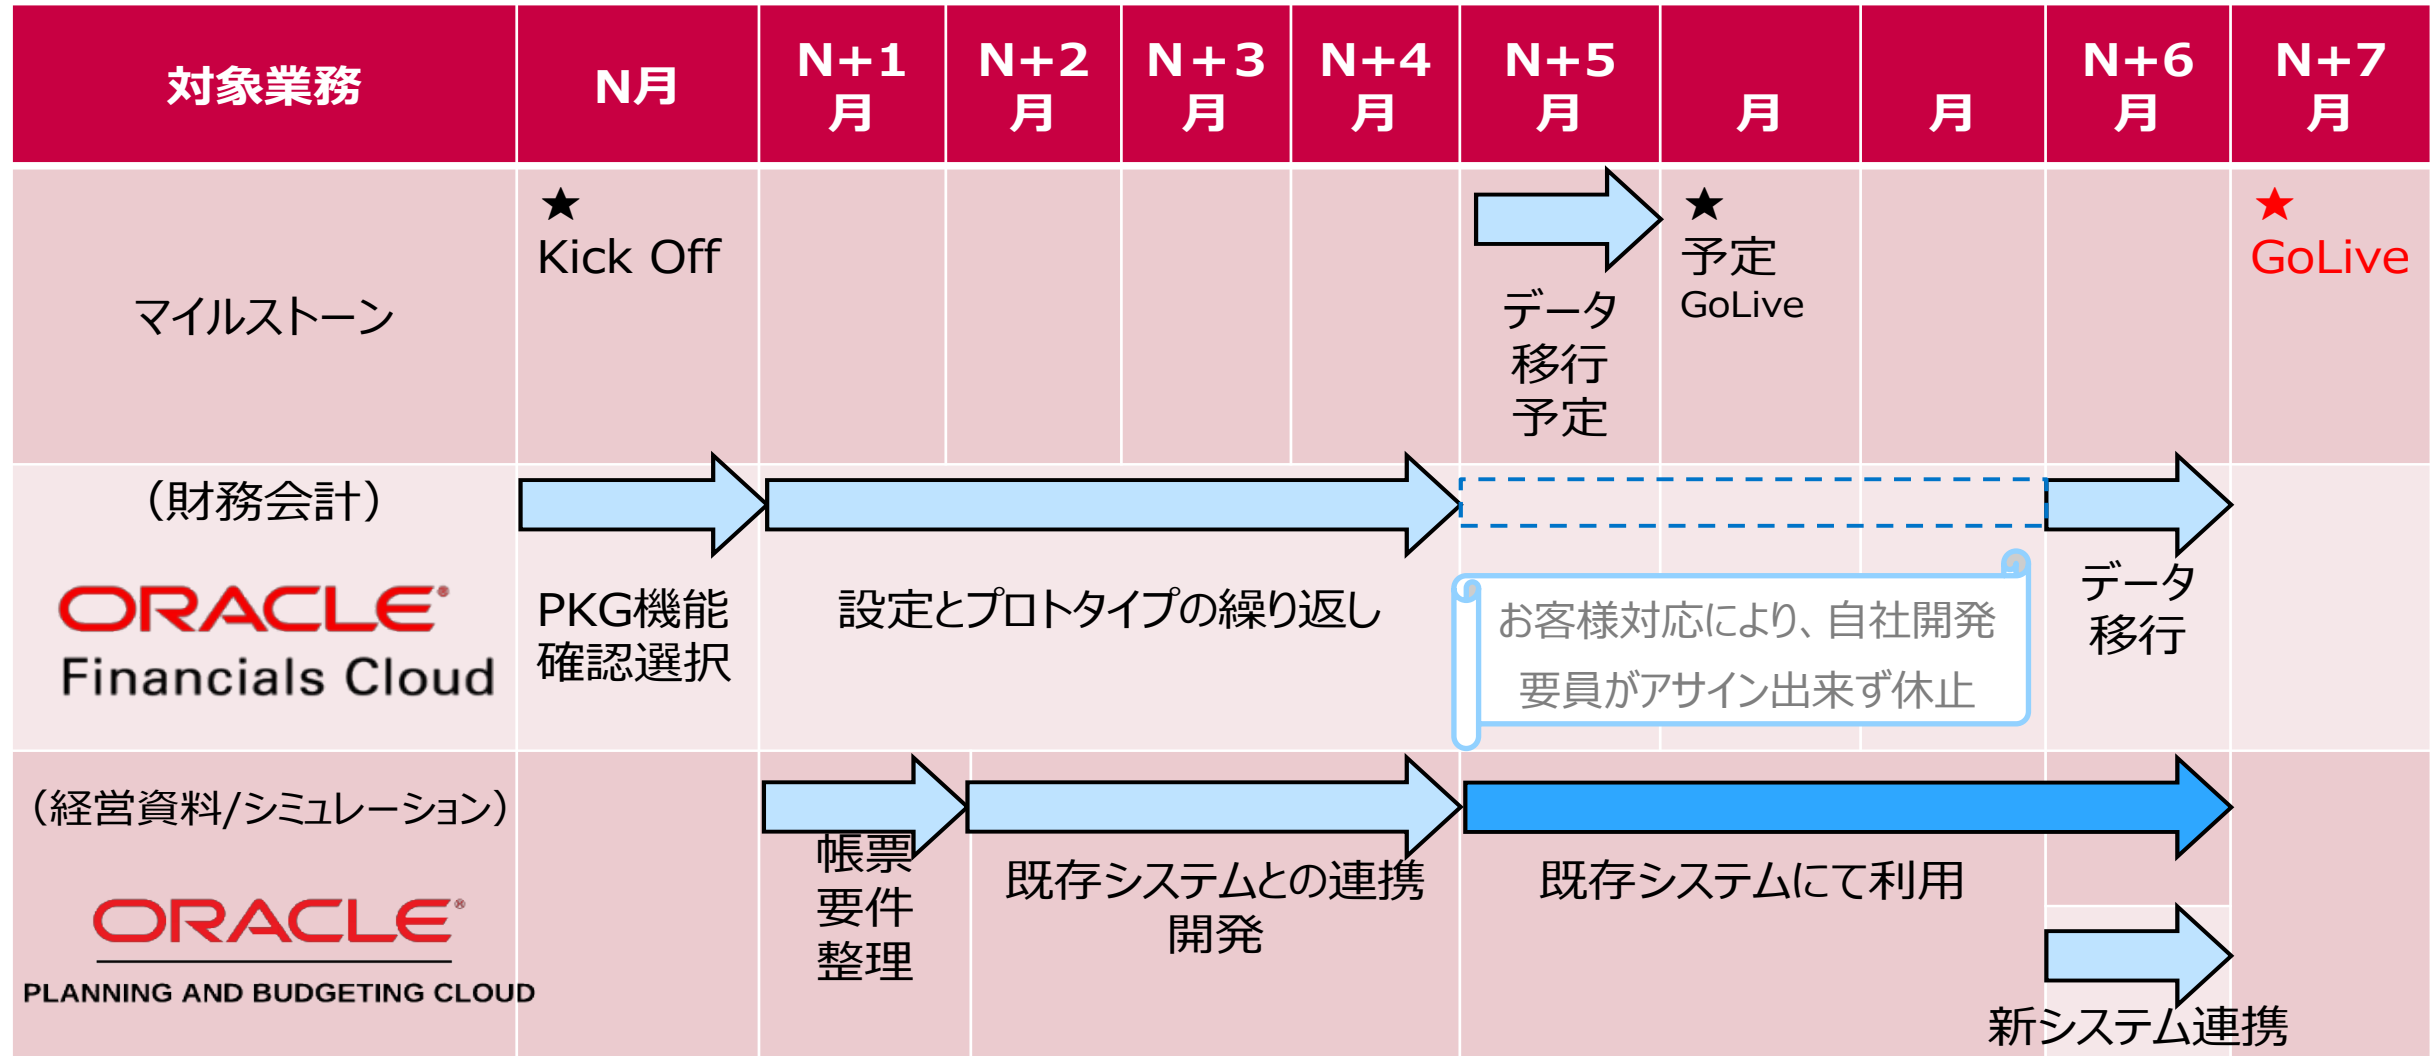 対象業務
N月
N+1
月
N+2
月
N+3
月
N+4
月
N+5
月
月
月
N+6
月
N+7
月
マイルストーン
★
Kick Off
データ
移行
予定
★
予定
GoLive
★
GoLive
（財務会計）
ORACLE®
Financials Cloud
PKG機能
確認選択
設定とプロトタイプの繰り返し
お客様対応により、自社開発
要員がアサイン出来ず休止
データ
移行
（経営資料/シミュレーション）
ORACLE®
PLANNING AND BUDGETING CLOUD
帳票
要件
整理
既存システムとの連携
開発
既存システムにて利用
新システム連携